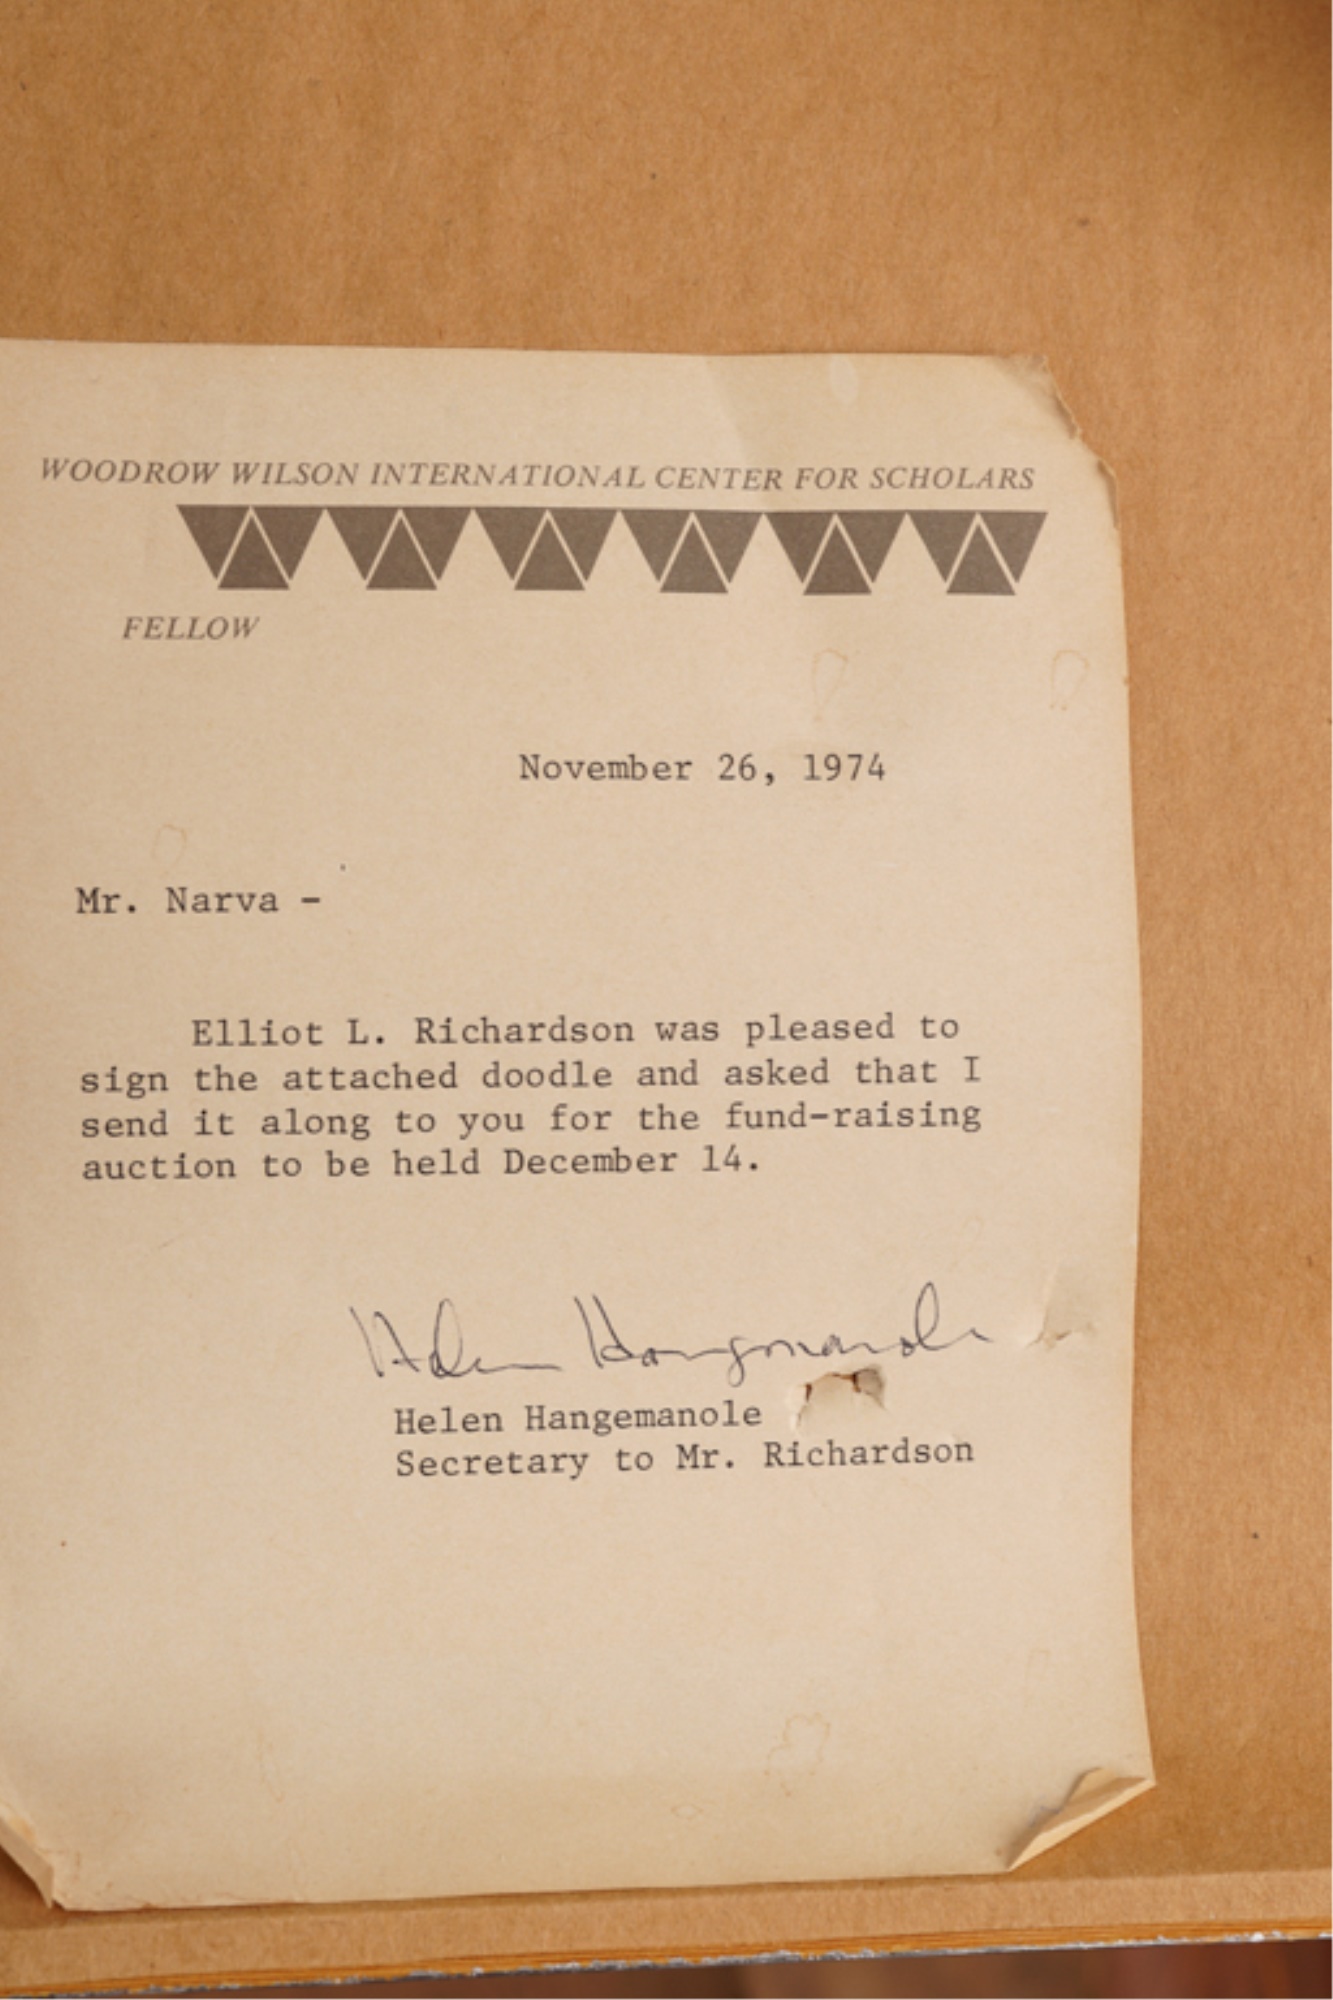 WOODROW WILSON INTERNATIONAL CENTER FOR SCHOLARS
FELLOW
November 26, 1974
Mr. Narva -
Elliot L. Richardson was pleased to
sign the attached doodle and asked that I
send it along to you for the fund-raising
auction to be held December 14.
Helen Hangemanole
Helen Hangemanole
Secretary to Mr. Richardson